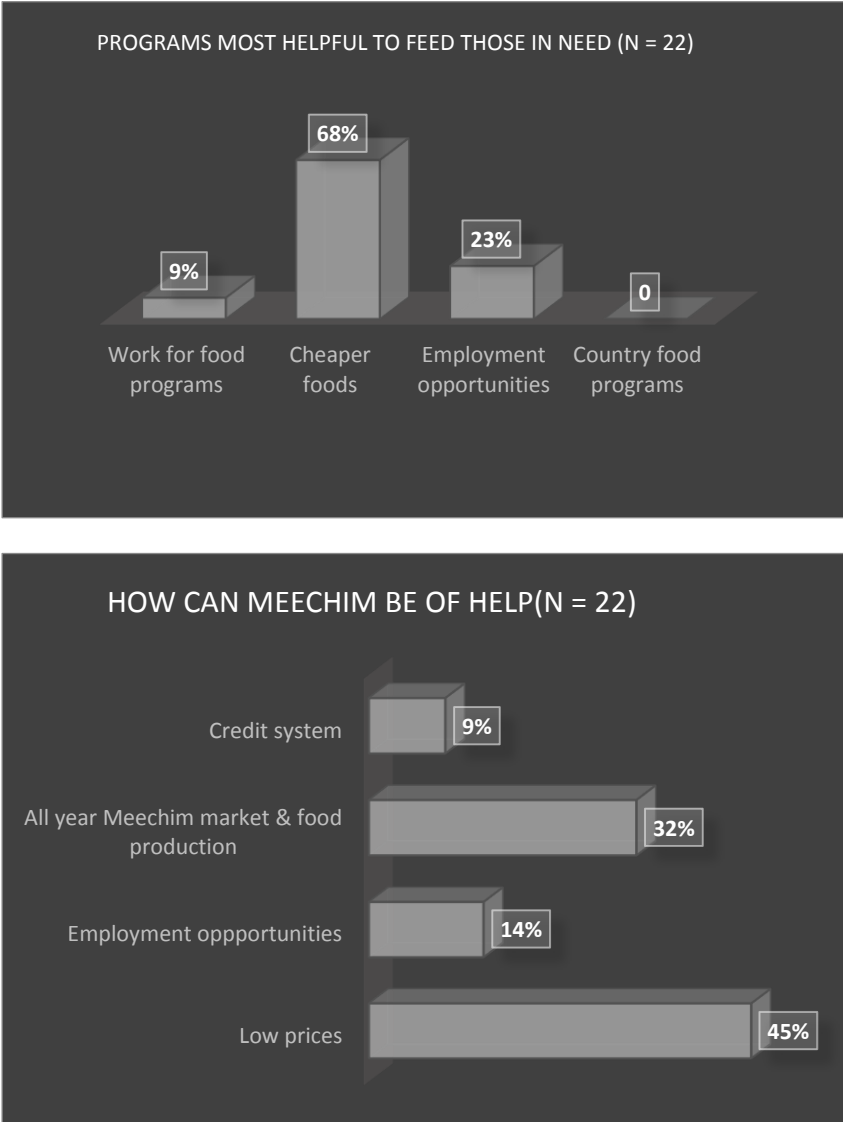 PROGRAMS MOST HELPFUL TO FEED THOSE IN NEED (N = 22)
68%
23%
9%
0
Work for food
programs
Cheaper
foods
Employment
opportunities
Country food
programs
HOW CAN MEECHIM BE OF HELP(N = 22)
Credit system
9%
All year Meechim market & food
production
32%
Employment oppportunities
14%
Low prices
45%